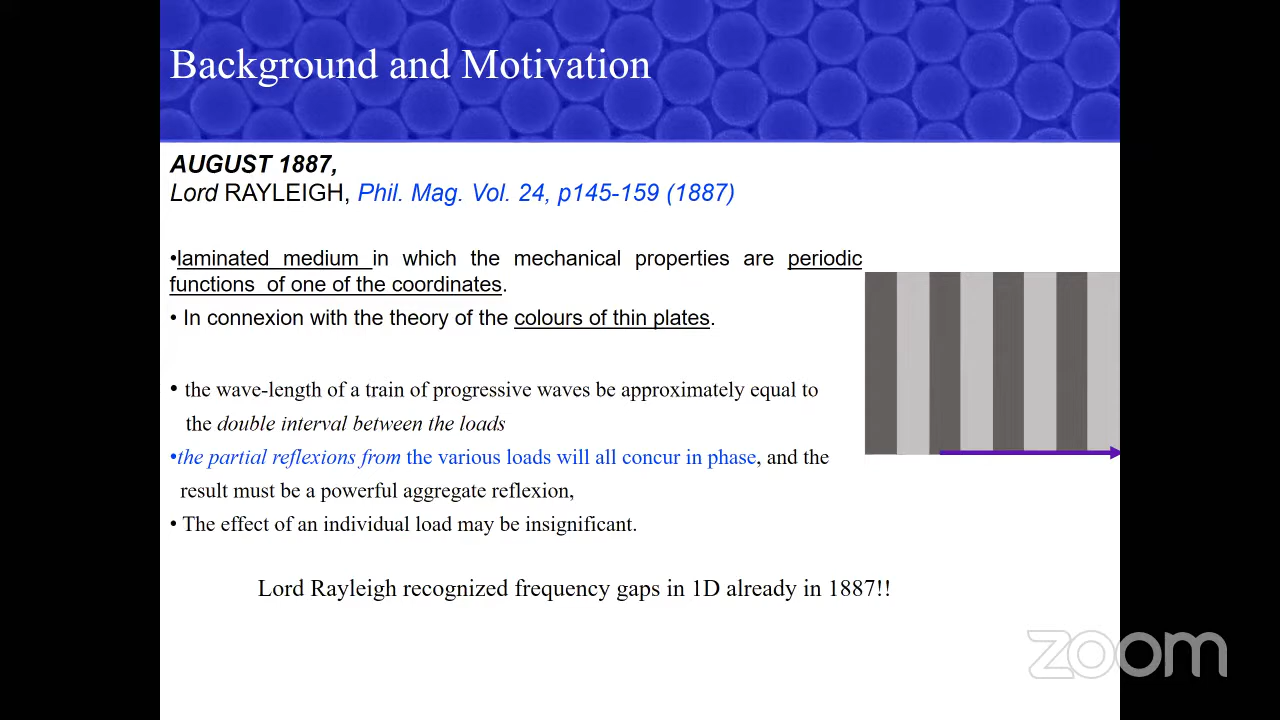 Background and Motivation
AUGUST 1887,
Lord RAYLEIGH, Phil. Mag. Vol. 24, p145-159 (1887)
•laminated medium in which the mechanical properties are periodic
functions of one of the coordinates.
• In connexion with the theory of the colours of thin plates.
• the wave-length of a train of progressive waves be approximately equal to
the double interval between the loads
•the partial reflexions from the various loads will all concur in phase, and the
result must be a powerful aggregate reflexion,
• The effect of an individual load may be insignificant.
Lord Rayleigh recognized frequency gaps in 1D already in 1887!!
zoom